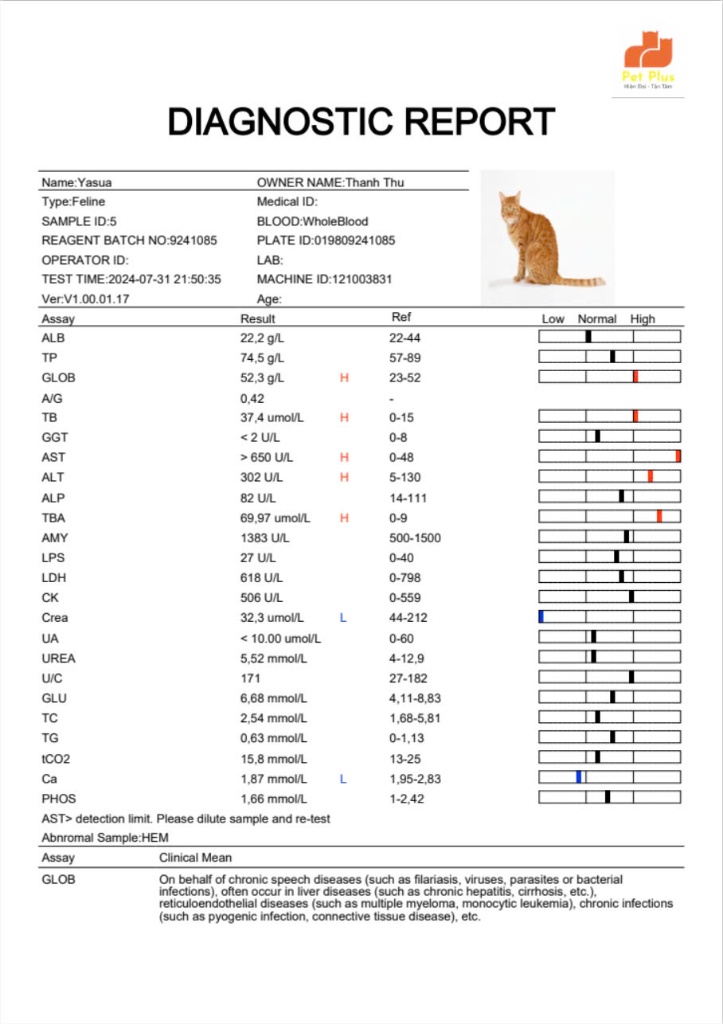 Pet Plus
Hiện Đại - Tận Tâm
DIAGNOSTIC REPORT
Name:Yasua OWNER NAME:Thanh Thu
Type:Feline Medical ID:
SAMPLE ID:5 BLOOD:WholeBlood
REAGENT BATCH NO:9241085 PLATE ID:019809241085
OPERATOR ID: LAB:
TEST TIME:2024-07-31 21:50:35 MACHINE ID:121003831
Ver:V1.00.01.17 Age:
Assay Result Ref Low Normal High
ALB 22,2 g/L 22-44
TP 74,5 g/L 57-89
GLOB 52,3 g/L H 23-52
A/G 0,42 -
TB 37,4 umol/L H 0-15
GGT < 2 U/L 0-8
AST > 650 U/L H 0-48
ALT 302 U/L H 5-130
ALP 82 U/L 14-111
TBA 69,97 umol/L H 0-9
AMY 1383 U/L 500-1500
LPS 27 U/L 0-40
LDH 618 U/L 0-798
CK 506 U/L 0-559
Crea 32,3 umol/L L 44-212
UA < 10.00 umol/L 0-60
UREA 5,52 mmol/L 4-12,9
U/C 171 27-182
GLU 6,68 mmol/L 4,11-8,83
TC 2,54 mmol/L 1,68-5,81
TG 0,63 mmol/L 0-1,13
tCO2 15,8 mmol/L 13-25
Ca 1,87 mmol/L L 1,95-2,83
PHOS 1,66 mmol/L 1-2,42
AST> detection limit. Please dilute sample and re-test
Abnromal Sample:HEM
Assay Clinical Mean
GLOB On behalf of chronic speech diseases (such as filariasis, viruses, parasites or bacterial
infections), often occur in liver diseases (such as chronic hepatitis, cirrhosis, etc.),
reticuloendothelial diseases (such as multiple myeloma, monocytic leukemia), chronic infections
(such as pyogenic infection, connective tissue disease), etc.